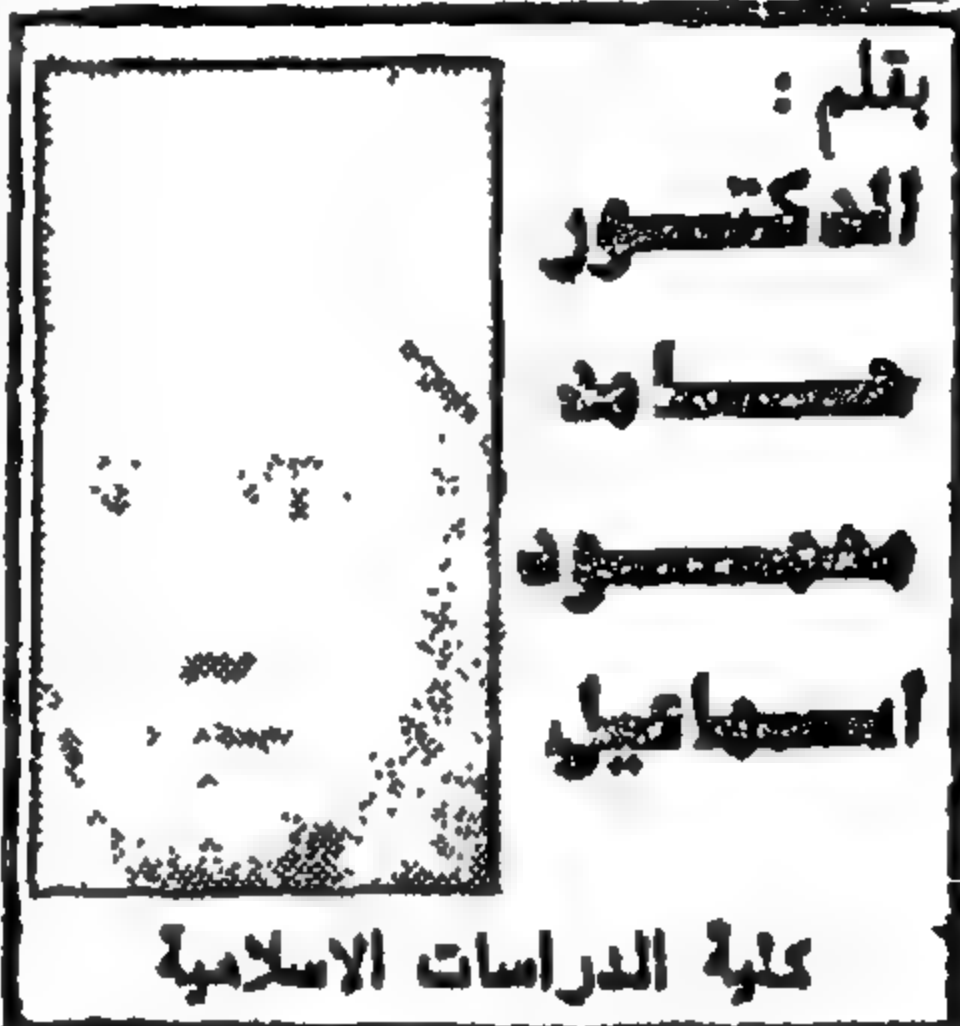 بقلم :
الدكتور
حامد
محمود
اسماعيل
كلية الدراسات الاسلامية